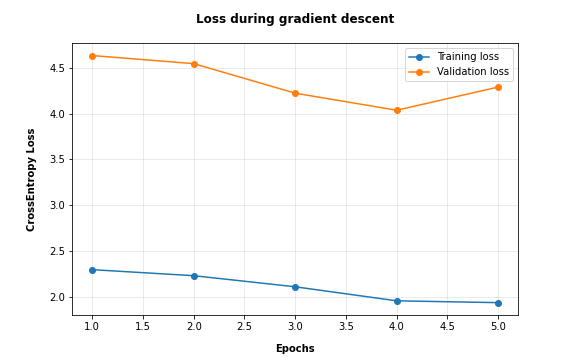 Loss during gradient descent
Training loss
Validation loss
4.5
4.0
3.5
3.0
2.5
2.0
CrossEntropy Loss
1.0 1.5 2.0 2.5 3.0 3.5 4.0 4.5 5.0
Epochs